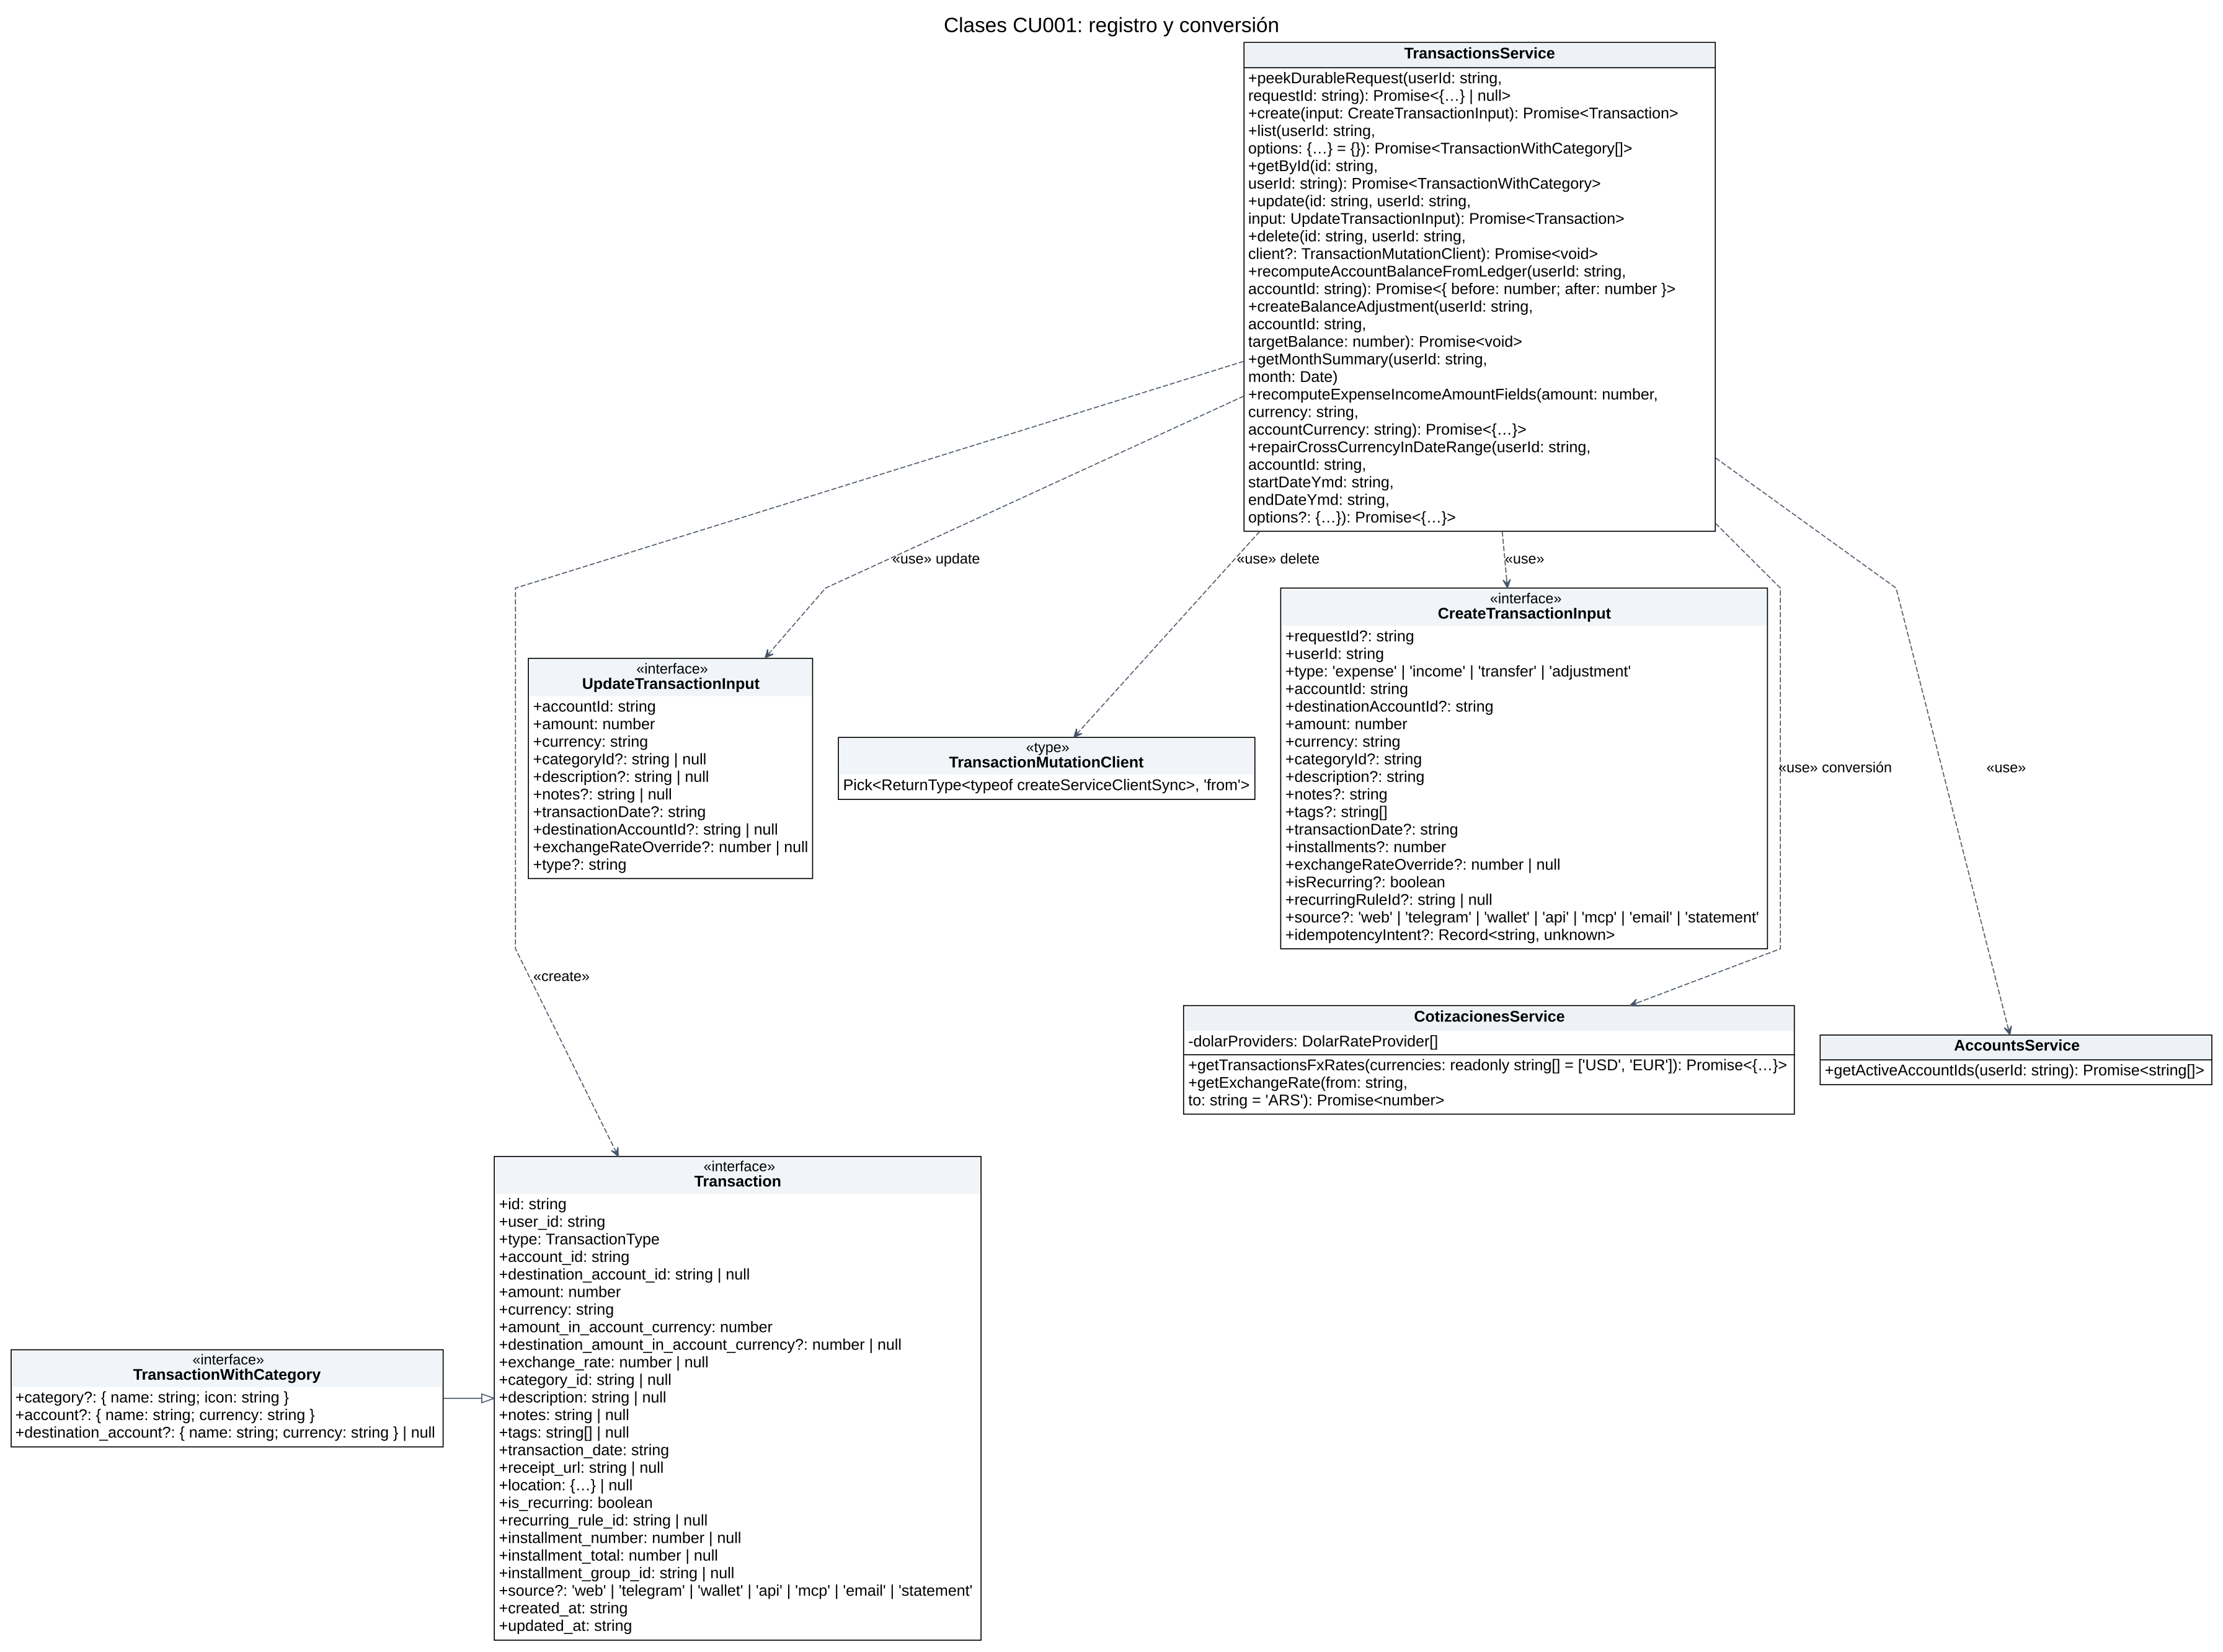 Clases CU001: registro y conversión
TransactionsService
+peekDurableRequest(userId: string,
requestId: string): Promise<{…} | null>
+create(input: CreateTransactionInput): Promise<Transaction>
+list(userId: string,
options: {…} = {}): Promise<TransactionWithCategory[]>
+getById(id: string,
userId: string): Promise<TransactionWithCategory>
+update(id: string, userId: string,
input: UpdateTransactionInput): Promise<Transaction>
+delete(id: string, userId: string,
client?: TransactionMutationClient): Promise<void>
+recomputeAccountBalanceFromLedger(userId: string,
accountId: string): Promise<{ before: number; after: number }>
+createBalanceAdjustment(userId: string,
accountId: string,
targetBalance: number): Promise<void>
+getMonthSummary(userId: string,
month: Date)
+recomputeExpenseIncomeAmountFields(amount: number,
currency: string,
accountCurrency: string): Promise<{…}>
+repairCrossCurrencyInDateRange(userId: string,
accountId: string,
startDateYmd: string,
endDateYmd: string,
options?: {…}): Promise<{…}>
«use» update
«use» delete
«use»
«interface»
UpdateTransactionInput
+accountId: string
+amount: number
+currency: string
+categoryId?: string | null
+description?: string | null
+notes?: string | null
+transactionDate?: string
+destinationAccountId?: string | null
+exchangeRateOverride?: number | null
+type?: string
«type»
TransactionMutationClient
Pick<ReturnType<typeof createServiceClientSync>, 'from'>
«interface»
CreateTransactionInput
+requestId?: string
+userId: string
+type: 'expense' | 'income' | 'transfer' | 'adjustment'
+accountId: string
+destinationAccountId?: string
+amount: number
+currency: string
+categoryId?: string
+description?: string
+notes?: string
+tags?: string[]
+transactionDate?: string
+installments?: number
+exchangeRateOverride?: number | null
+isRecurring?: boolean
+recurringRuleId?: string | null
+source?: 'web' | 'telegram' | 'wallet' | 'api' | 'mcp' | 'email' | 'statement'
+idempotencyIntent?: Record<string, unknown>
«use» conversión
«use»
«create»
CotizacionesService
-dolarProviders: DolarRateProvider[]
+getTransactionsFxRates(currencies: readonly string[] = ['USD', 'EUR']): Promise<{…}>
+getExchangeRate(from: string,
to: string = 'ARS'): Promise<number>
AccountsService
+getActiveAccountIds(userId: string): Promise<string[]>
«interface»
Transaction
+id: string
+user_id: string
+type: TransactionType
+account_id: string
+destination_account_id: string | null
+amount: number
+currency: string
+amount_in_account_currency: number
+destination_amount_in_account_currency?: number | null
+exchange_rate: number | null
+category_id: string | null
+description: string | null
+notes: string | null
+tags: string[] | null
+transaction_date: string
+receipt_url: string | null
+location: {…} | null
+is_recurring: boolean
+recurring_rule_id: string | null
+installment_number: number | null
+installment_total: number | null
+installment_group_id: string | null
+source?: 'web' | 'telegram' | 'wallet' | 'api' | 'mcp' | 'email' | 'statement'
+created_at: string
+updated_at: string
«interface»
TransactionWithCategory
+category?: { name: string; icon: string }
+account?: { name: string; currency: string }
+destination_account?: { name: string; currency: string } | null